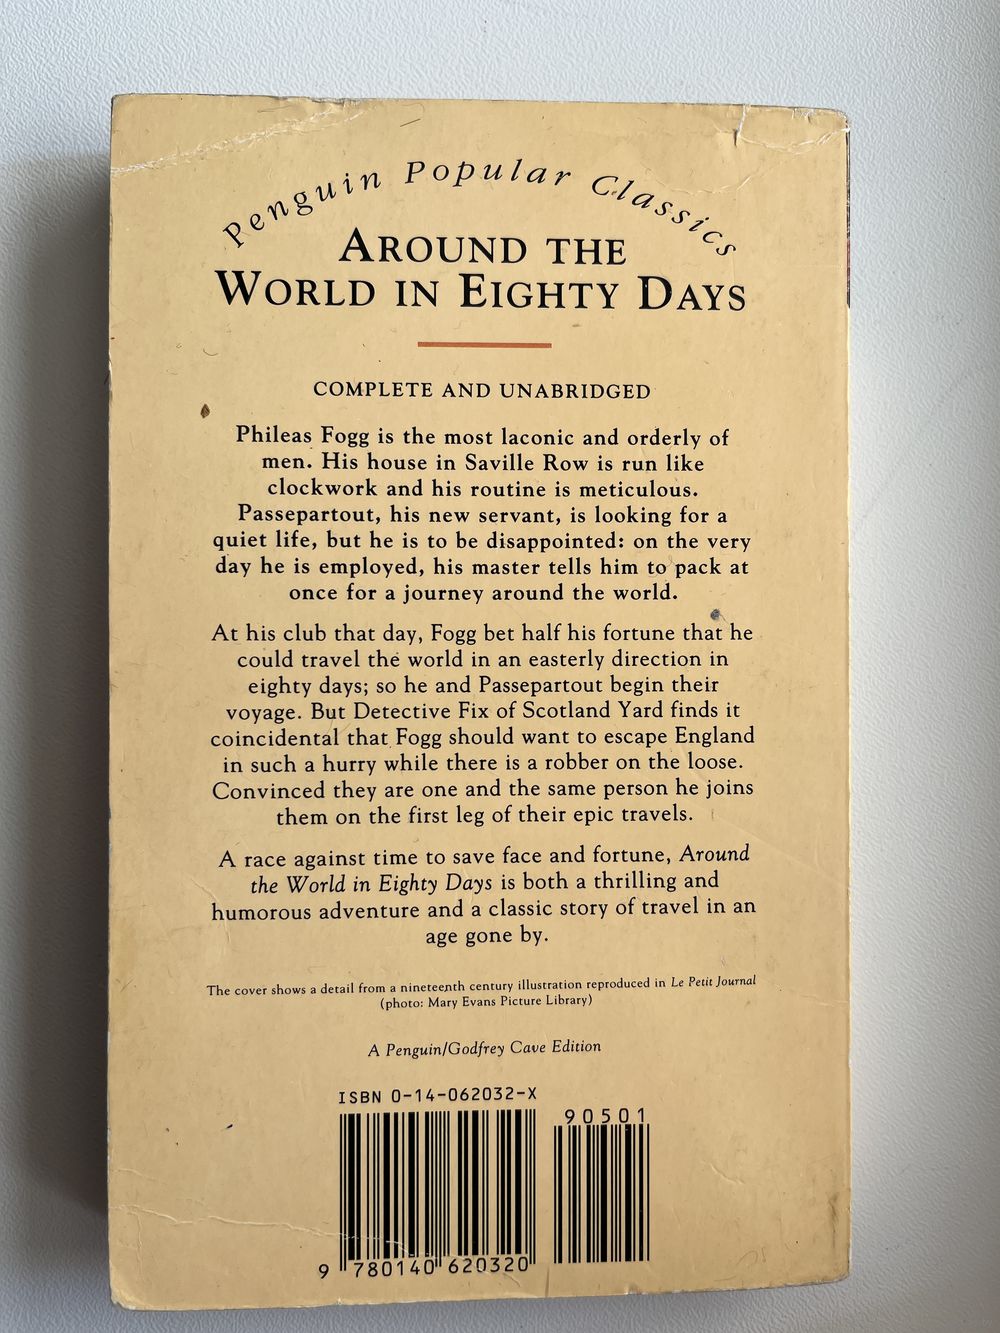 Penguin Popular Classics
AROUND THE
WORLD IN EIGHTY DAYS
COMPLETE AND UNABRIDGED
Phileas Fogg is the most laconic and orderly of
men. His house in Saville Row is run like
clockwork and his routine is meticulous.
Passepartout, his new servant, is looking for a
quiet life, but he is to be disappointed: on the very
day he is employed, his master tells him to pack at
once for a journey around the world.
At his club that day, Fogg bet half his fortune that he
could travel the world in an easterly direction in
eighty days; so he and Passepartout begin their
voyage. But Detective Fix of Scotland Yard finds it
coincidental that Fogg should want to escape England
in such a hurry while there is a robber on the loose.
Convinced they are one and the same person he joins
them on the first leg of their epic travels.
A race against time to save face and fortune, Around
the World in Eighty Days is both a thrilling and
humorous adventure and a classic story of travel in an
age gone by.
The cover shows a detail from a nineteenth century illustration reproduced in Le Petit Journal
(photo: Mary Evans Picture Library)
A Penguin/Godfrey Cave Edition
ISBN 0-14-062032-X
90501
9 780140 620320